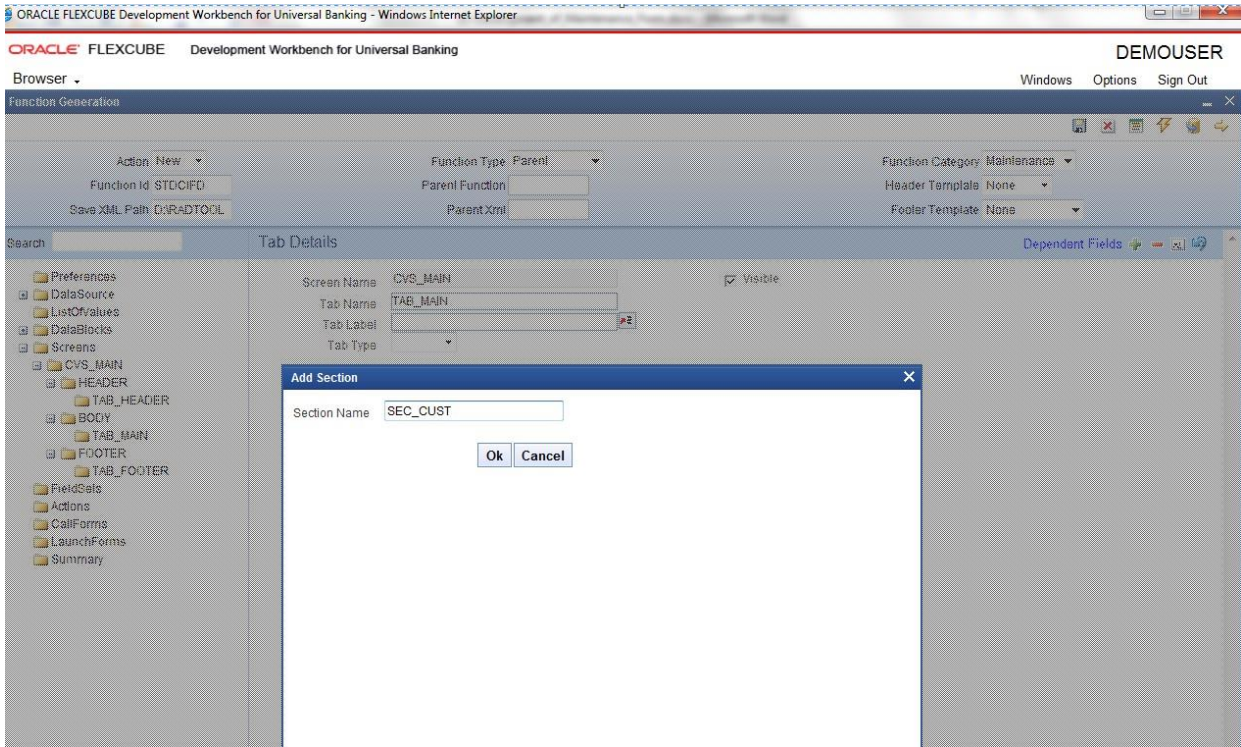 ORACLE FLEXCUBE Development Workbench for Universal Banking - Windows Internet Explorer
ORACLE FLEXCUBE Development Workbench for Universal Banking
DEMOUSER
Browser
Windows Options Sign Out
Function Generation
Action New Function Type Parent Function Category Maintenance
Function Id STDCIFD Parent Function Header Template None
Save XML Path D:\RADTOOL Parent Xml Footer Template None
Search
Tab Details
Dependent Fields
Preferences
DataSource
ListOfValues
DataBlocks
Screens
CVS_MAIN
HEADER
TAB_HEADER
BODY
TAB_MAIN
FOOTER
TAB_FOOTER
FieldSets
Actions
CallForms
LaunchForms
Summary
Screen Name CVS_MAIN Visible
Tab Name TAB_MAIN
Tab Label
Tab Type
Add Section
Section Name SEC_CUST
Ok Cancel